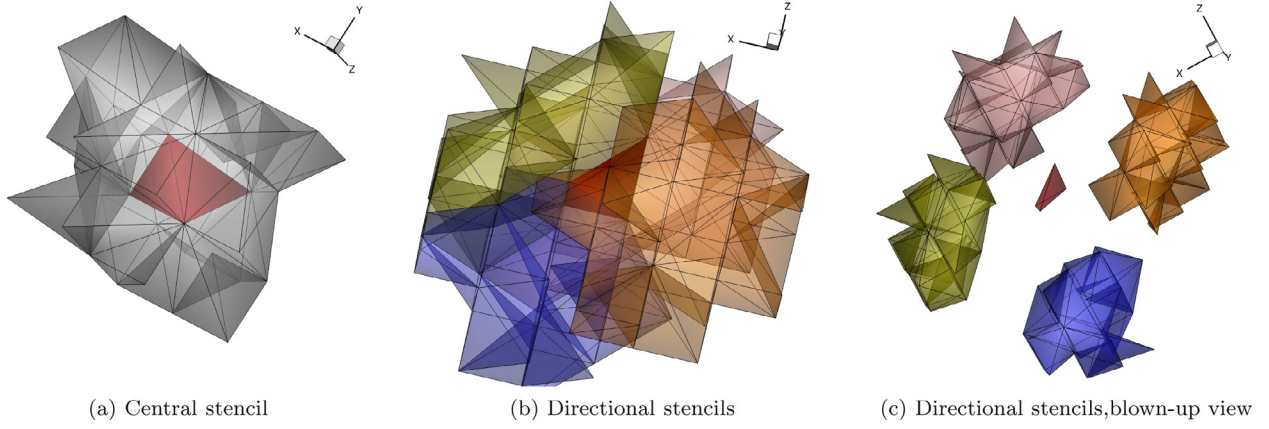 X
Y
Z
X
Z
Y
Z
X
Y
(a) Central stencil
(b) Directional stencils
(c) Directional stencils,blown-up view